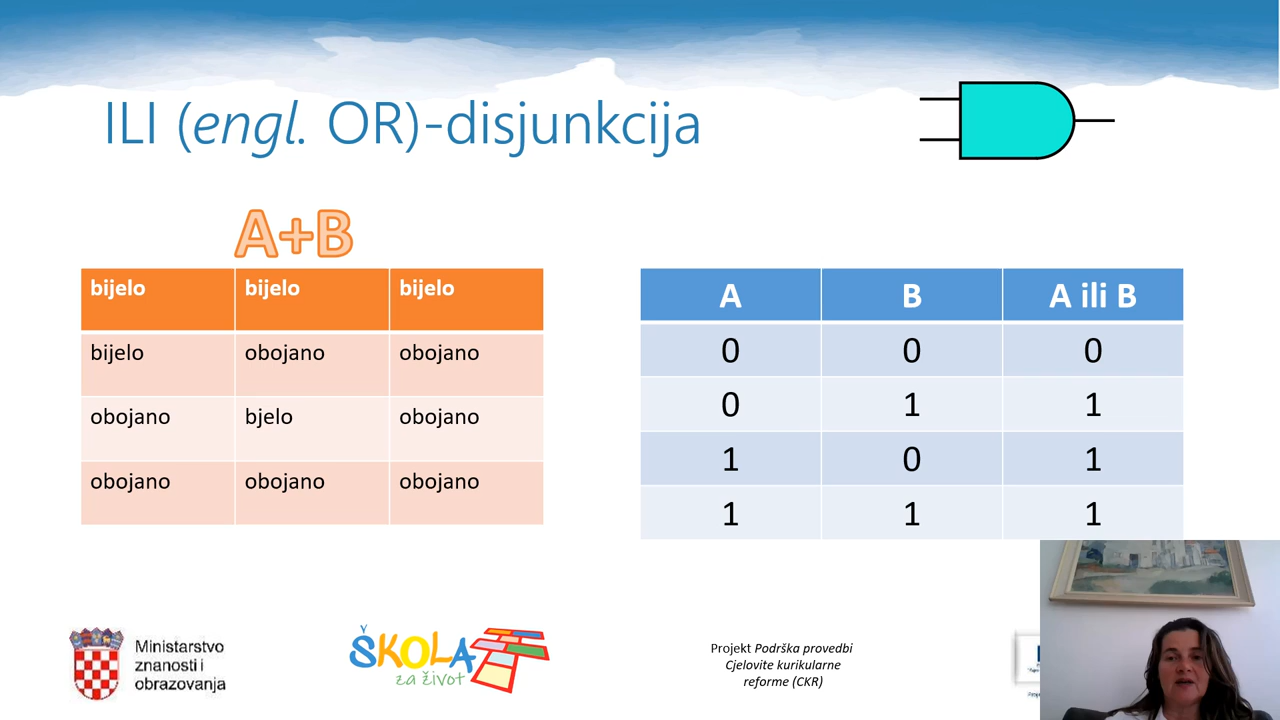 ILI (engl. OR)-disjunkcija
A+B
bijelo bijelo bijelo
bijelo obojano obojano
obojano bjelo obojano
obojano obojano obojano
A B A ili B
0 0 0
0 1 1
1 0 1
1 1 1
Ministarstvo
znanosti i
obrazovanja
ŠKOLA
za život
Projekt Podrška provedbi
Cjelovite kurikularne
reforme (CKR)